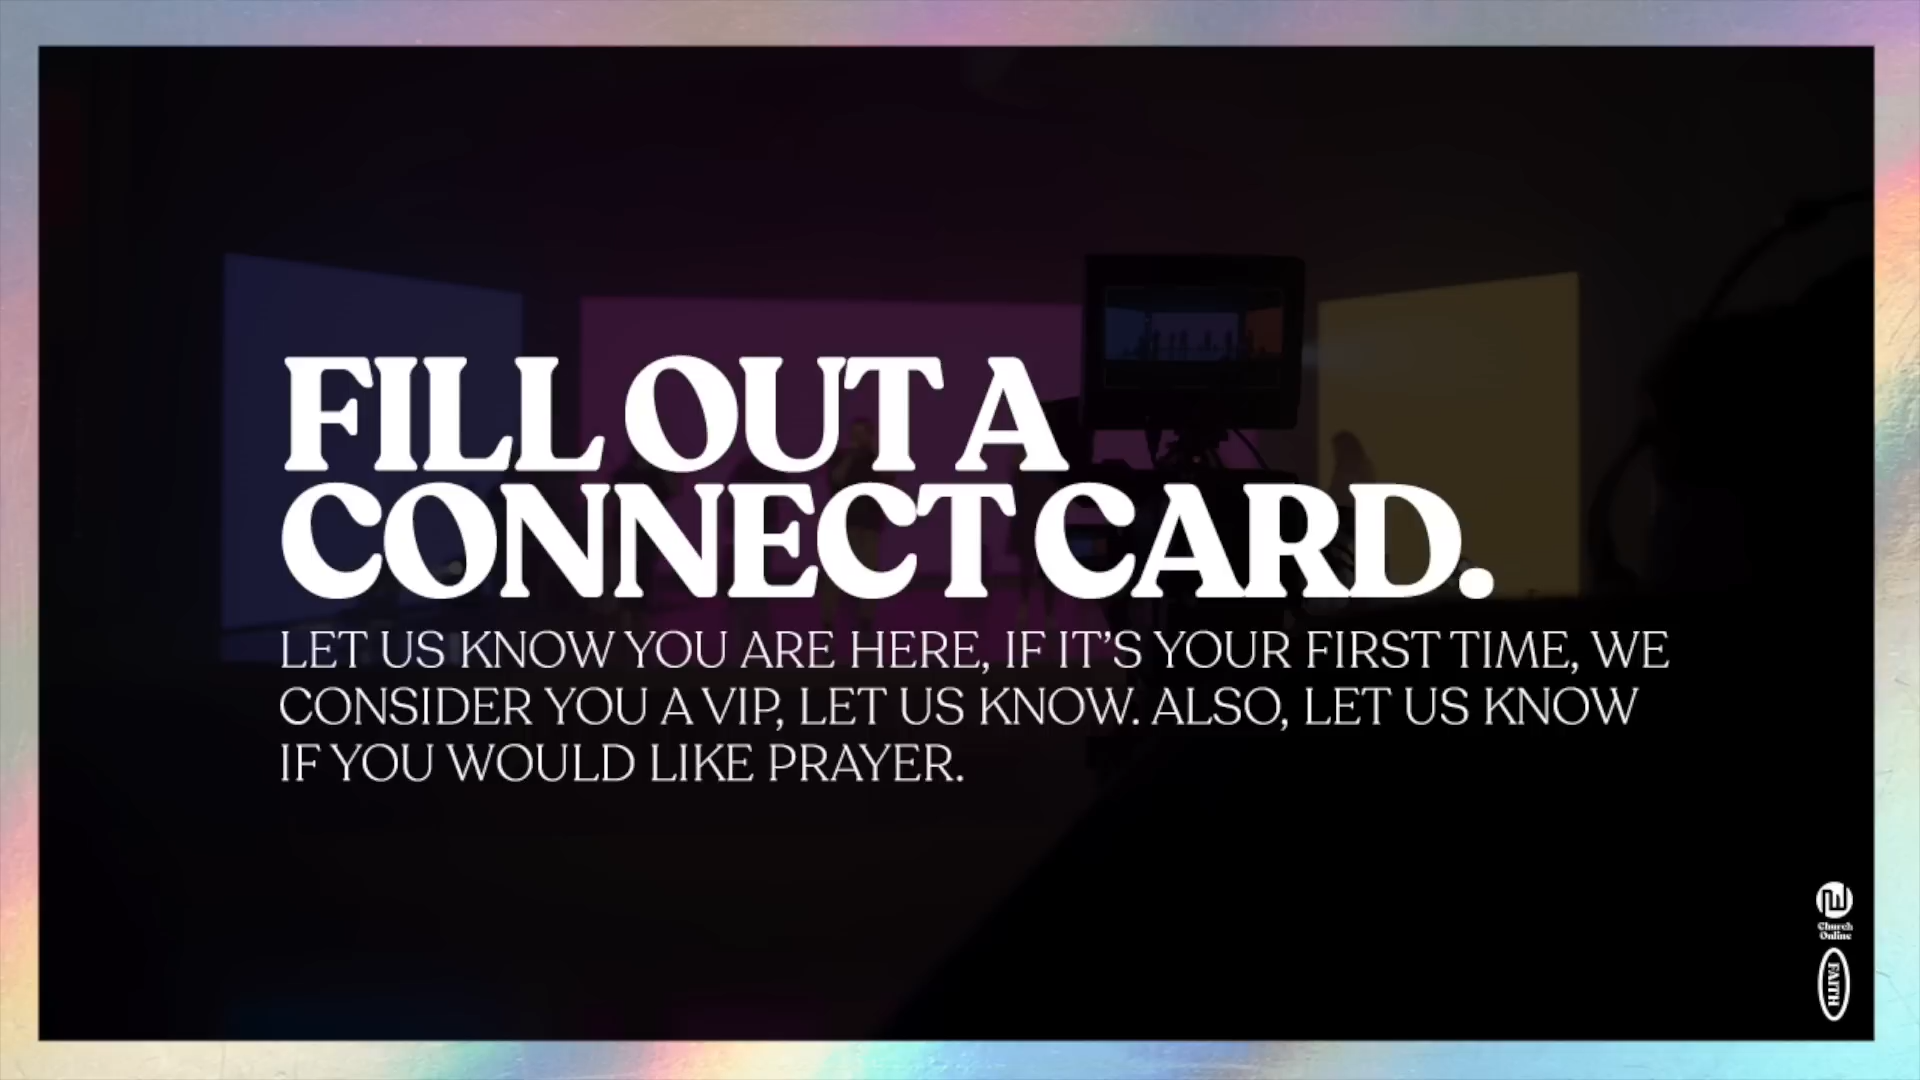 FILL OUT A
CONNECT CARD.
LET US KNOW YOU ARE HERE, IF IT’S YOUR FIRST TIME, WE
CONSIDER YOU A VIP, LET US KNOW. ALSO, LET US KNOW
IF YOU WOULD LIKE PRAYER.
Church
Online
FAITH